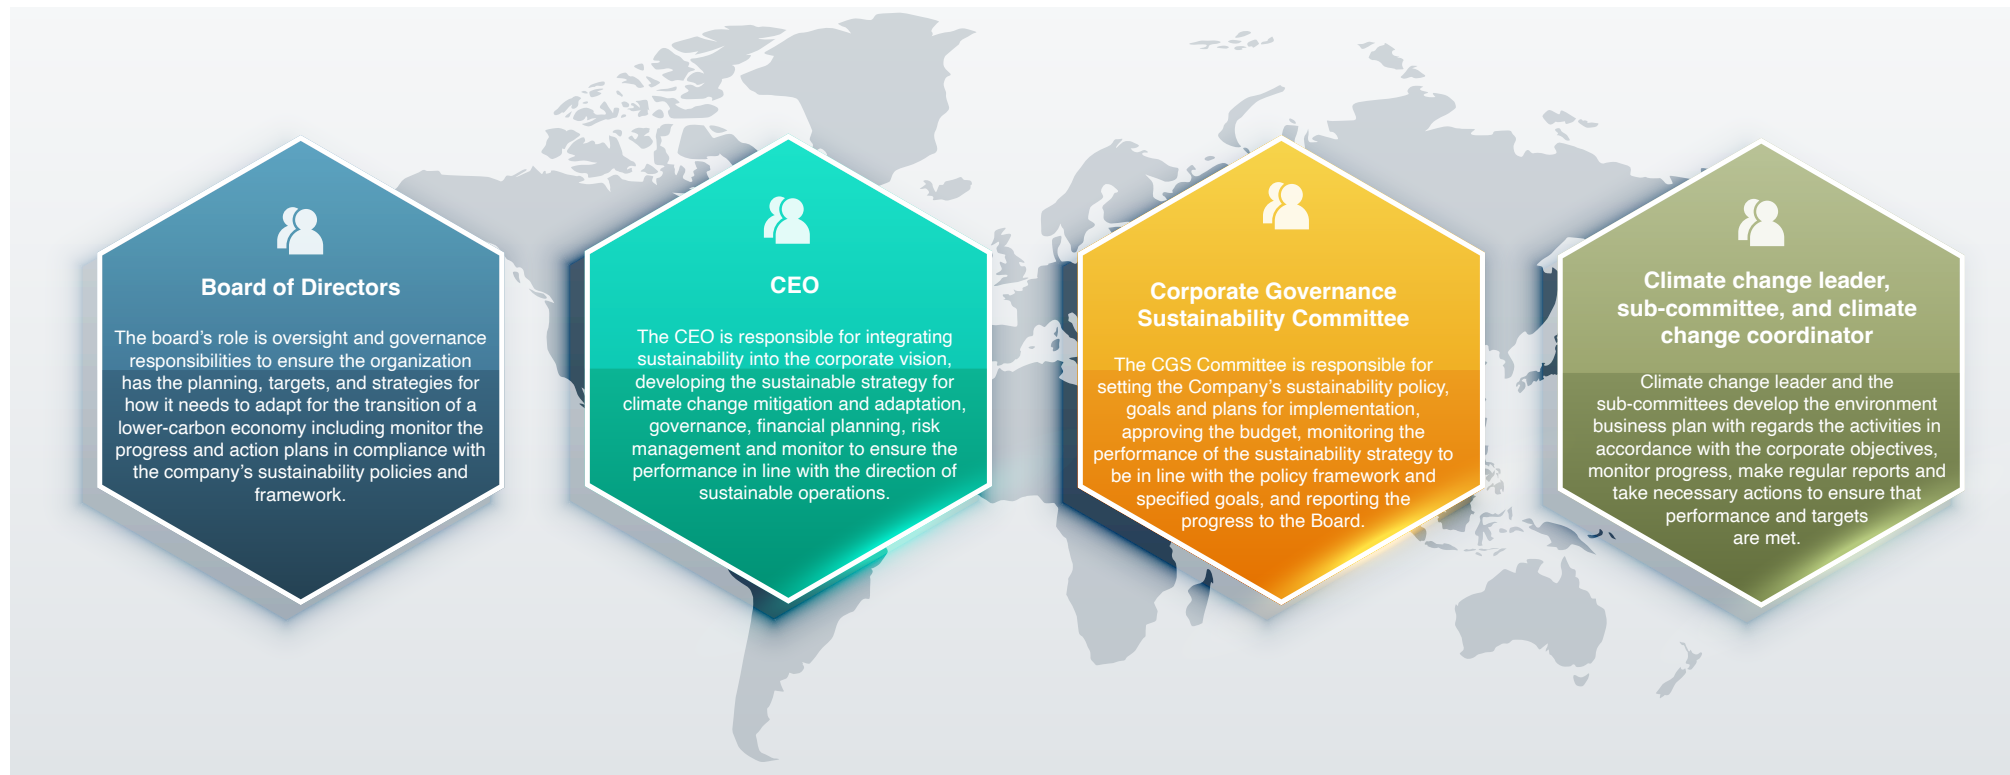 Board of Directors
The board's role is oversight and governance
responsibilities to ensure the organization
has the planning, targets, and strategies for
how it needs to adapt for the transition of a
lower-carbon economy including monitor the
progress and action plans in compliance with
the company's sustainability policies and
framework.
CEO
The CEO is responsible for integrating
sustainability into the corporate vision,
developing the sustainable strategy for
climate change mitigation and adaptation,
governance, financial planning, risk
management and monitor to ensure the
performance in line with the direction of
sustainable operations.
Corporate Governance
Sustainability Committee
The CGS Committee is responsible for
setting the Company's sustainability policy,
goals and plans for implementation,
approving the budget, monitoring the
performance of the sustainability strategy to
be in line with the policy framework and
specified goals, and reporting the
progress to the Board.
Climate change leader,
sub-committee, and climate
change coordinator
Climate change leader and the
sub-committees develop the environment
business plan with regards the activities in
accordance with the corporate objectives,
monitor progress, make regular reports and
take necessary actions to ensure that
performance and targets
are met.